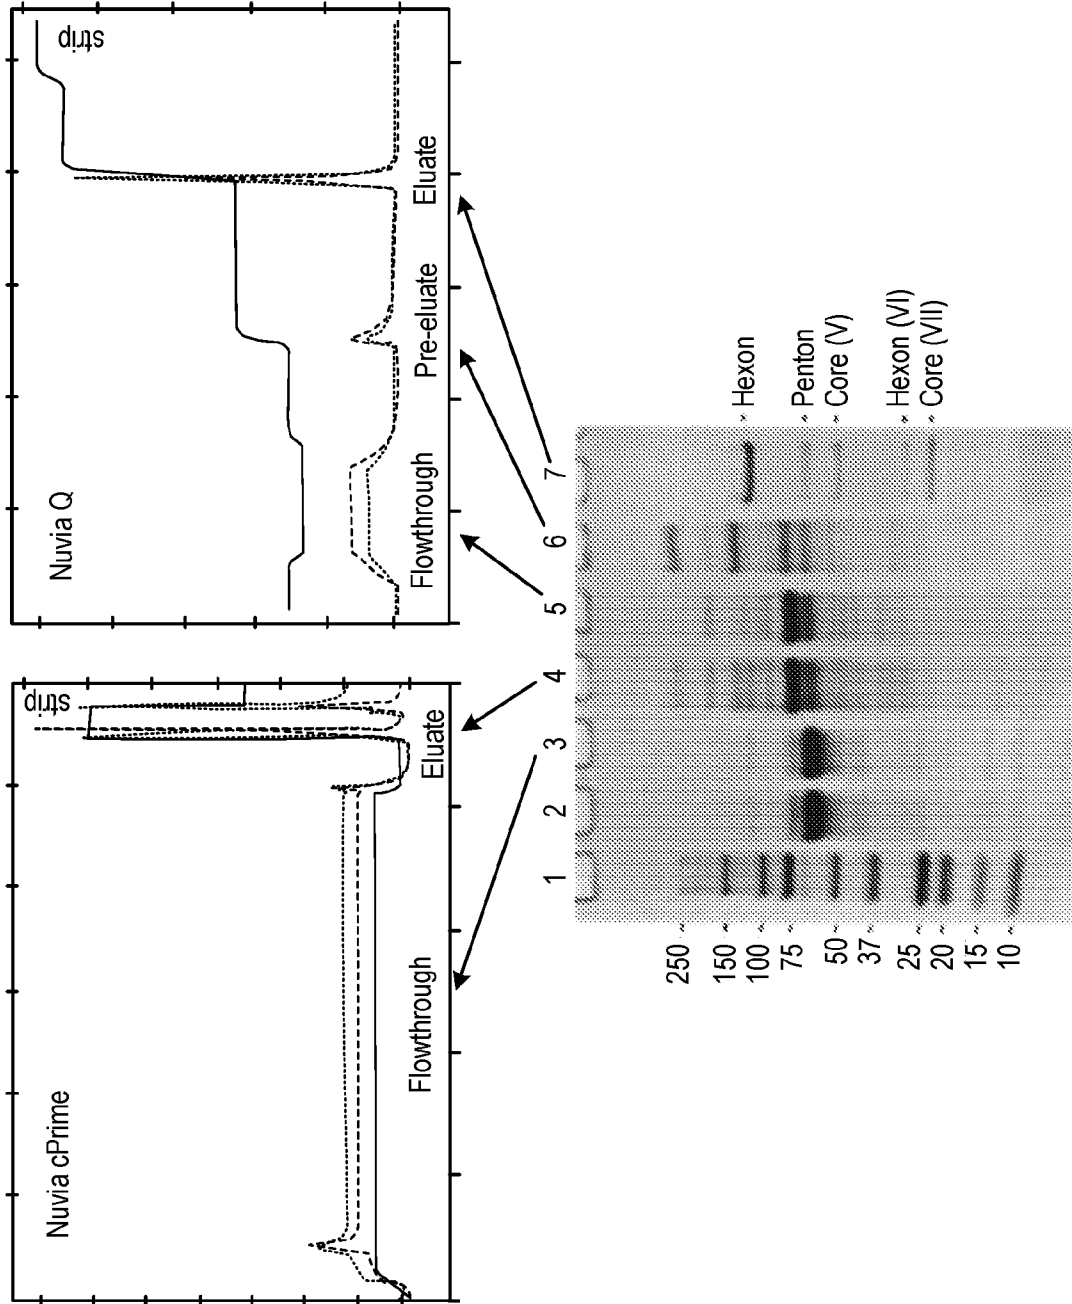 Nuvia cPrime
strip
Flowthrough
Eluate
Nuvia Q
strip
Flowthrough
Pre-eluate
Eluate
1 2 3 4 5 6 7
250
150
100
75
50
37
25
20
15
10
Hexon
Penton
Core (V)
Hexon (VI)
Core (VII)